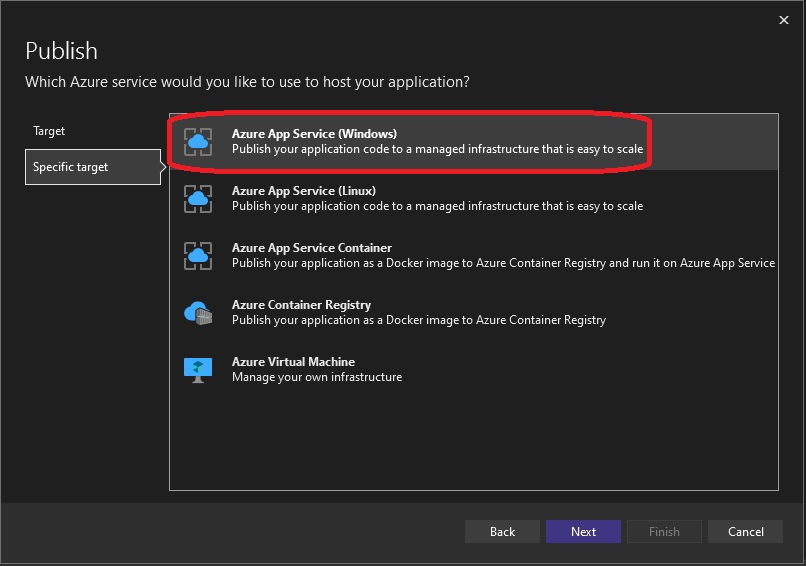 Publish
Which Azure service would you like to use to host your application?
Target
Specific target
Azure App Service (Windows)
Publish your application code to a managed infrastructure that is easy to scale
Azure App Service (Linux)
Publish your application code to a managed infrastructure that is easy to scale
Azure App Service Container
Publish your application as a Docker image to Azure Container Registry and run it on Azure App Service
Azure Container Registry
Publish your application as a Docker image to Azure Container Registry
Azure Virtual Machine
Manage your own infrastructure
Back
Next
Finish
Cancel